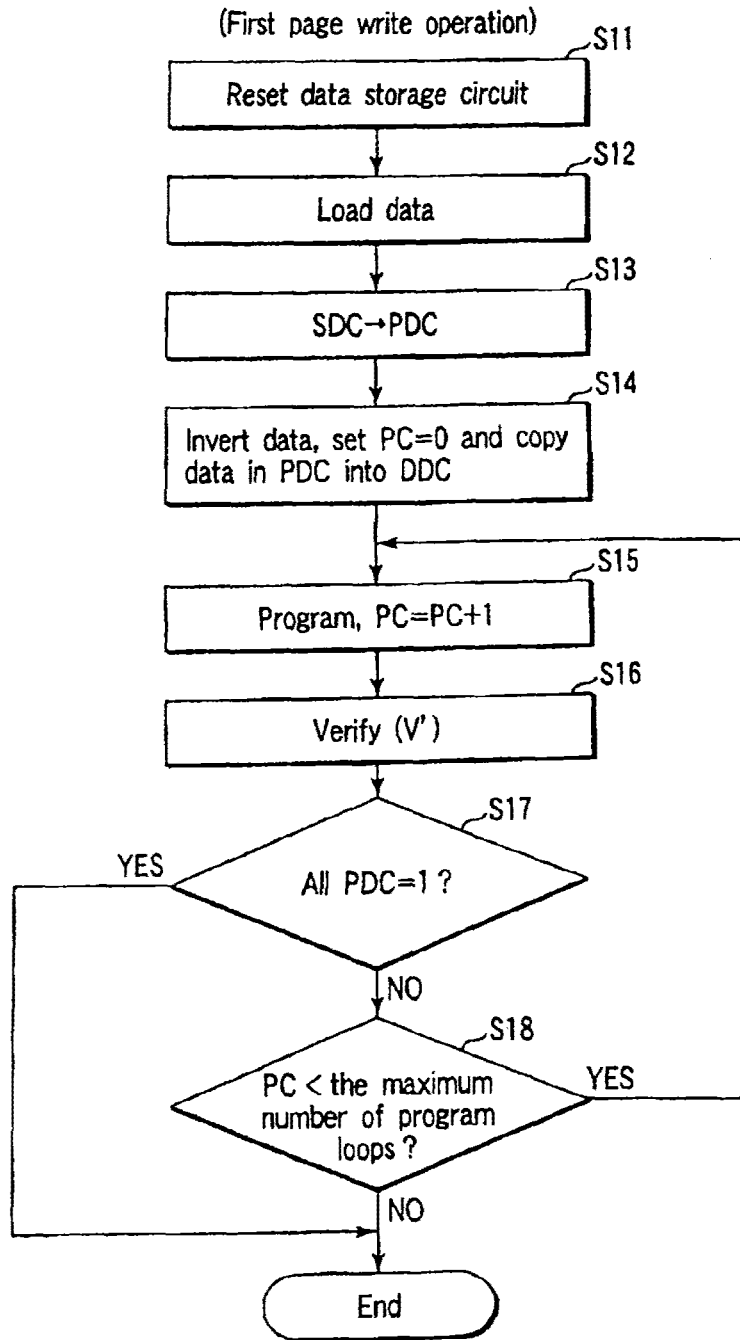 (First page write operation)
S11
Reset data storage circuit
S12
Load data
S13
SDC→PDC
S14
Invert data, set PC=0 and copy
data in PDC into DDC
S15
Program, PC=PC+1
S16
Verify (V')
S17
YES
All PDC=1?
NO
S18
PC < the maximum
number of program
loops?
YES
NO
End